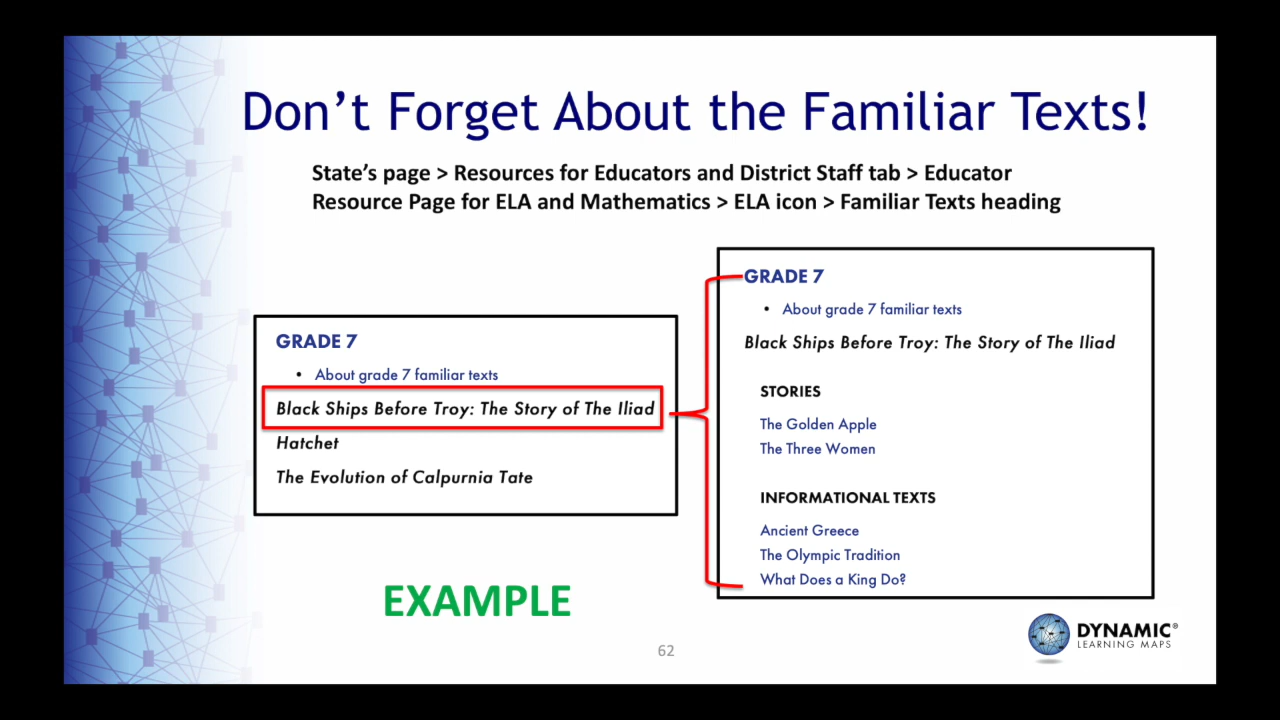 Don't Forget About the Familiar Texts!
State's page > Resources for Educators and District Staff tab > Educator
Resource Page for ELA and Mathematics > ELA icon > Familiar Texts heading
GRADE 7
• About grade 7 familiar texts
Black Ships Before Troy: The Story of The Iliad
Hatchet
The Evolution of Calpurnia Tate
GRADE 7
• About grade 7 familiar texts
Black Ships Before Troy: The Story of The Iliad
STORIES
The Golden Apple
The Three Women
INFORMATIONAL TEXTS
Ancient Greece
The Olympic Tradition
What Does a King Do?
EXAMPLE
62
DYNAMIC®
LEARNING MAPS